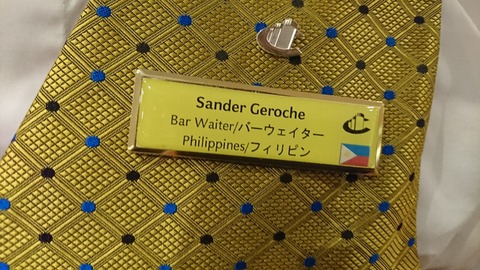 Sander Geroche
Bar Waiter/バーウェイター
Philippines/フィリピン